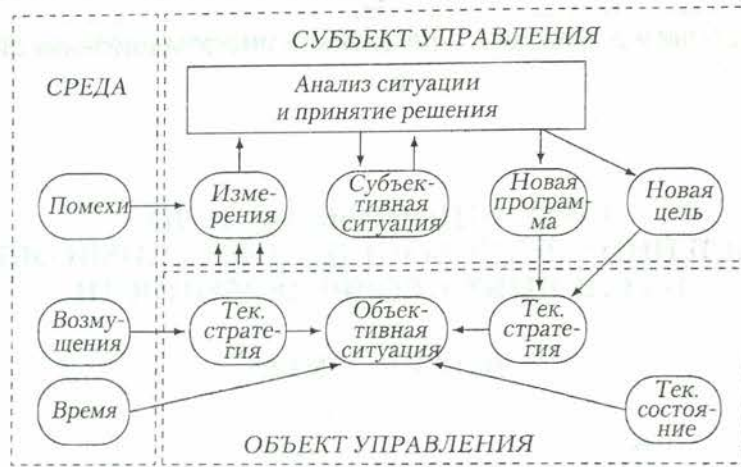 СУБЪЕКТ УПРАВЛЕНИЯ
СРЕДА
Анализ ситуации
и принятие решения
Помехи
Изме-
рения
Субъек-
тивная
ситуация
Новая
програм-
ма
Новая
цель
Возму-
щения
Тек.
страте-
гия
Объек-
тивная
ситуация
Тек.
страте-
гия
Время
Тек.
состоя-
ние
ОБЪЕКТ УПРАВЛЕНИЯ